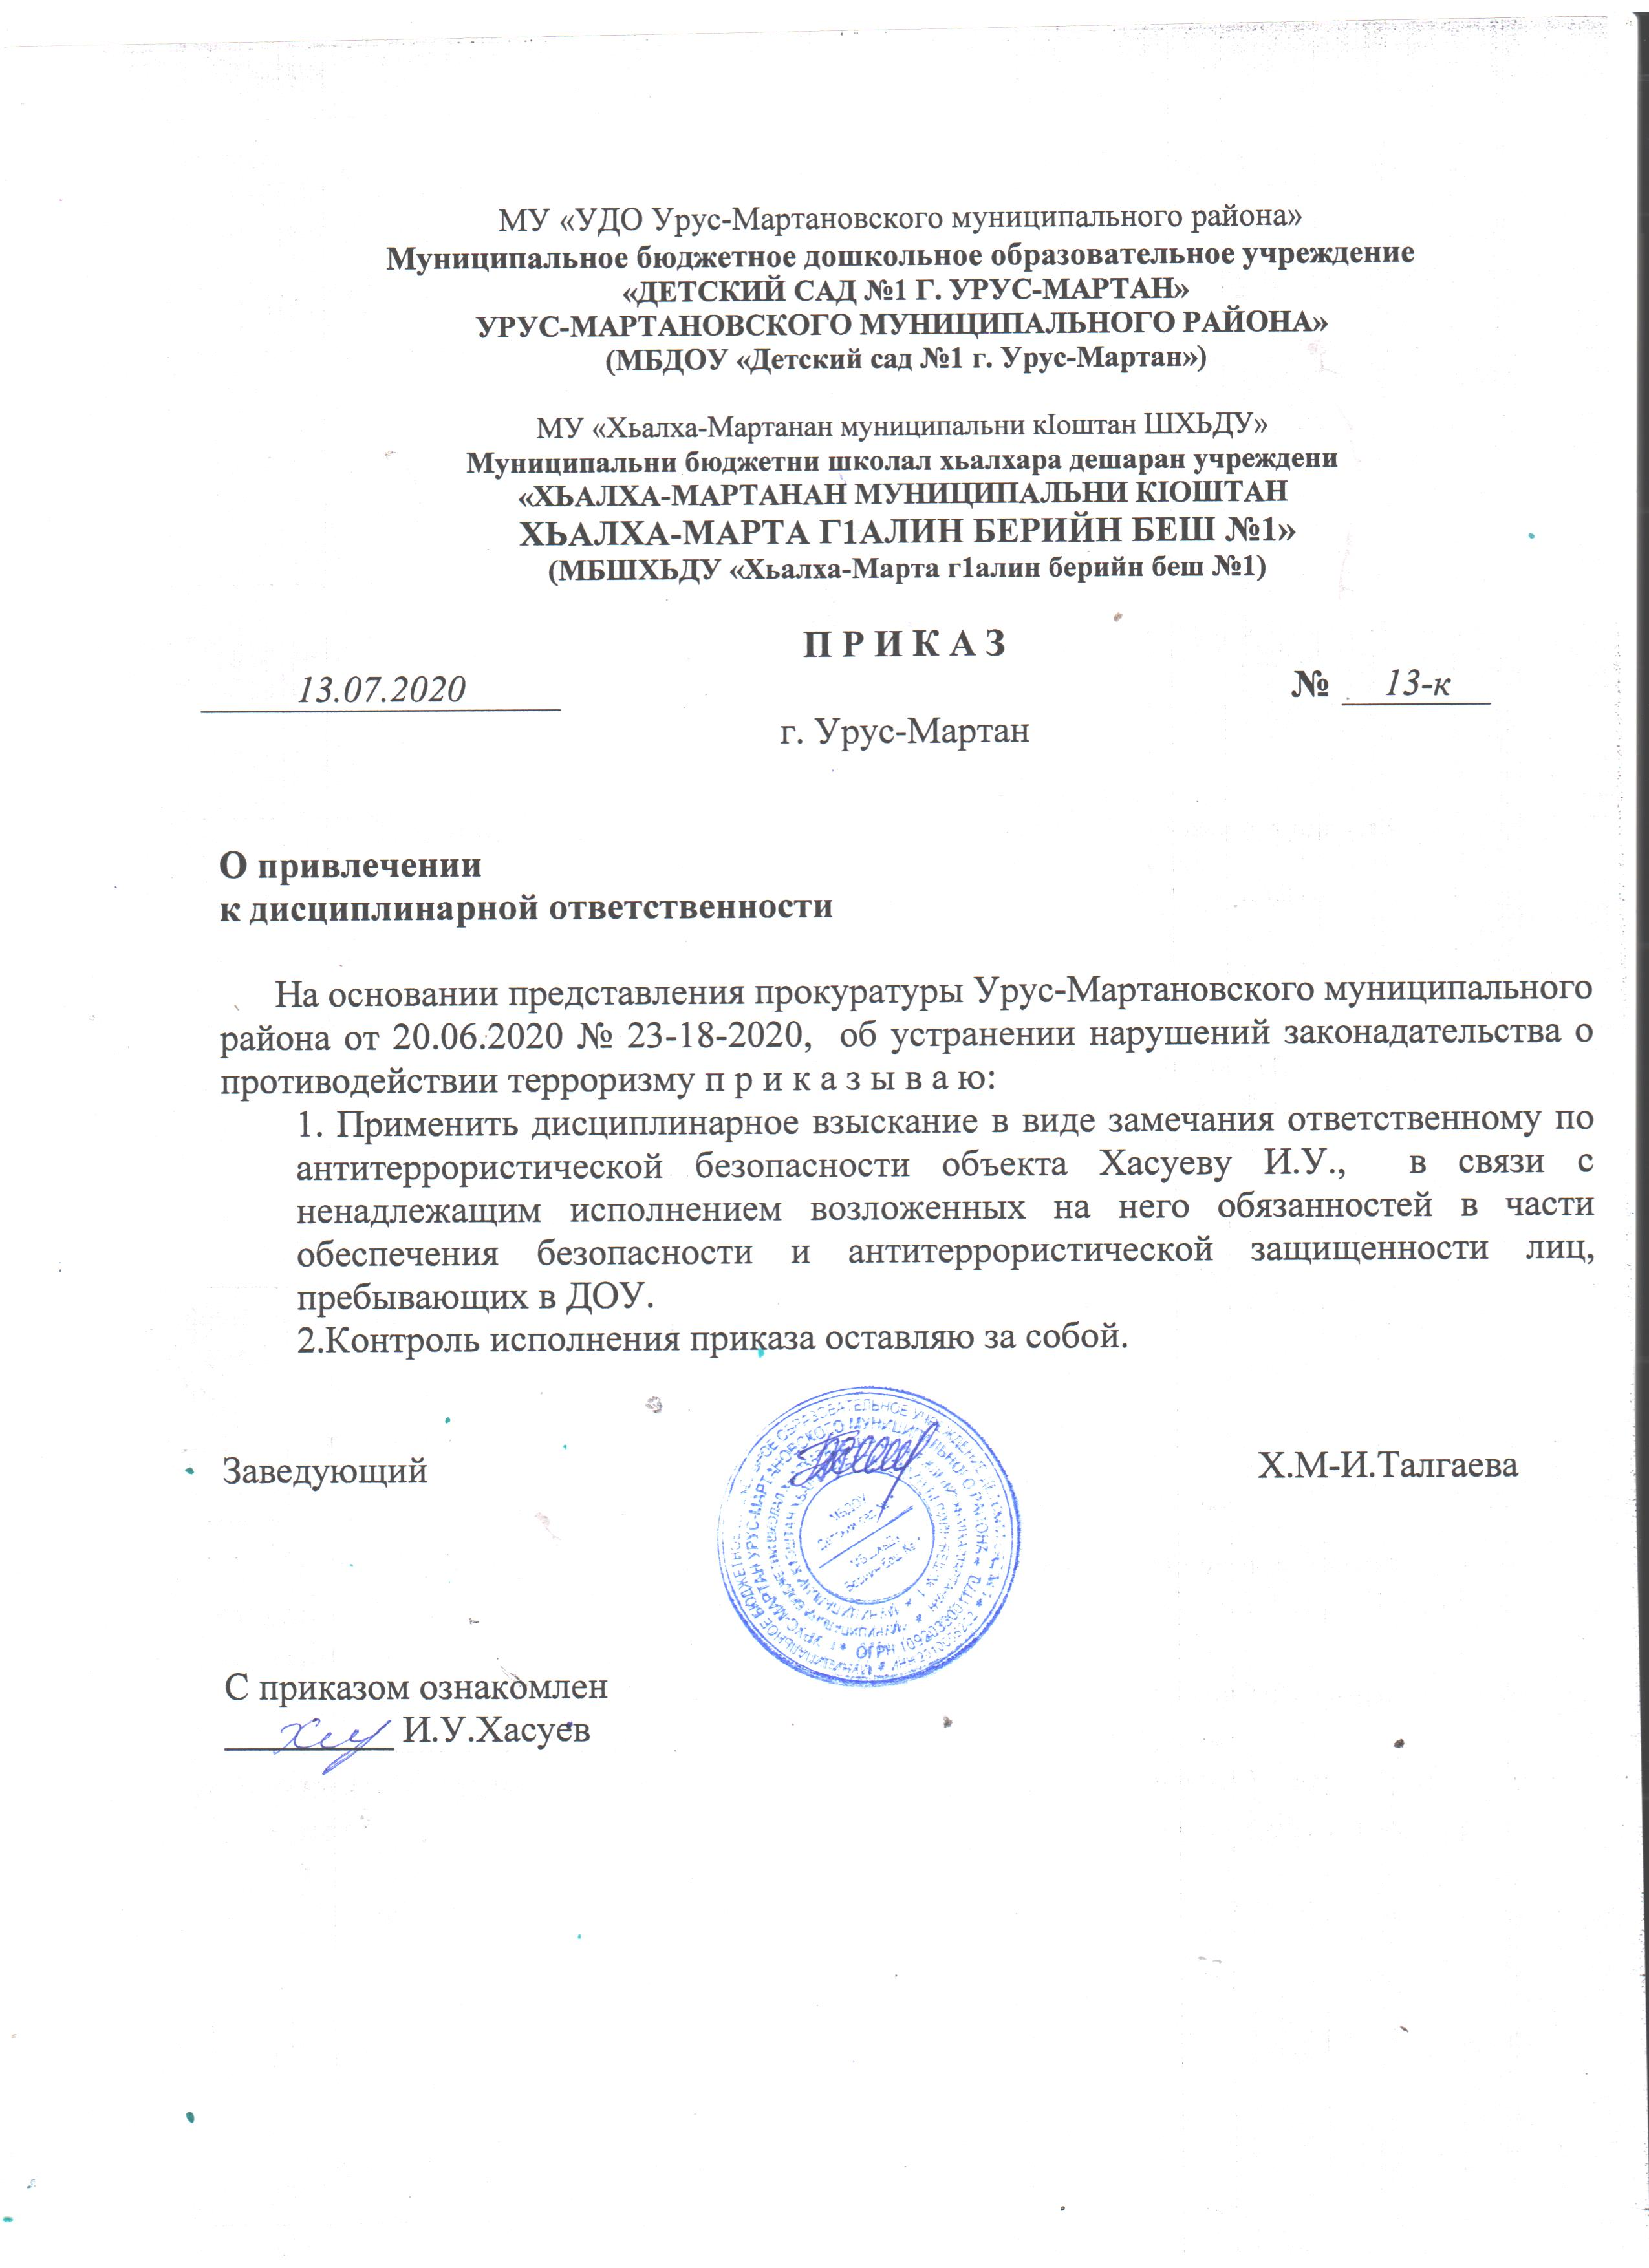 МУ «УДО Урус-Мартановского муниципального района»
Муниципальное бюджетное дошкольное образовательное учреждение
«ДЕТСКИЙ САД №1 Г. УРУС-МАРТАН»
УРУС-МАРТАНОВСКОГО МУНИЦИПАЛЬНОГО РАЙОНА»
(МБДОУ «Детский сад №1 г. Урус-Мартан»)
МУ «Хьалха-Мартанан муниципальни кӀоштан ШХЬДУ»
Муниципальни бюджетни школал хьалхара дешаран учреждени
«ХЬАЛХА-МАРТАНАН МУНИЦИПАЛЬНИ КӀОШТАН
ХЬАЛХА-МАРТА Г1АЛИН БЕРИЙН БЕШ №1»
(МБШХЬДУ «Хьалха-Марта г1алин берийн беш №1)
П Р И К А З
13.07.2020 № 13-к
г. Урус-Мартан
О привлечении
к дисциплинарной ответственности
На основании представления прокуратуры Урус-Мартановского муниципального
района от 20.06.2020 № 23-18-2020, об устранении нарушений законадательства о
противодействии терроризму п р и к а з ы в а ю:
1. Применить дисциплинарное взыскание в виде замечания ответственному по
антитеррористической безопасности объекта Хасуеву И.У., в связи с
ненадлежащим исполнением возложенных на него обязанностей в части
обеспечения безопасности и антитеррористической защищенности лиц,
пребывающих в ДОУ.
2.Контроль исполнения приказа оставляю за собой.
Заведующий Х.М-И.Талгаева
С приказом ознакомлен
И.У.Хасуев